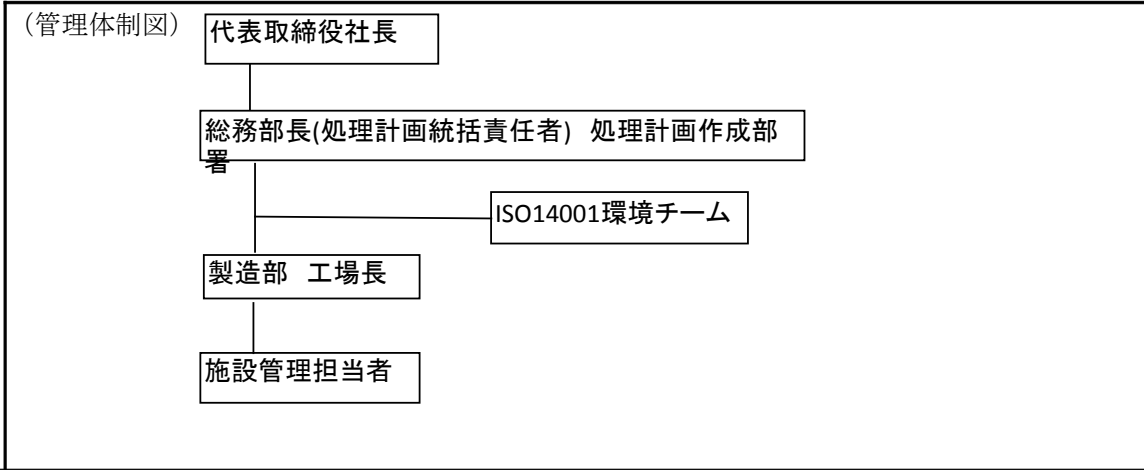 （管理体制図）
代表取締役社長
総務部長(処理計画統括責任者)　処理計画作成部
署
ISO14001環境チーム
製造部　工場長
施設管理担当者